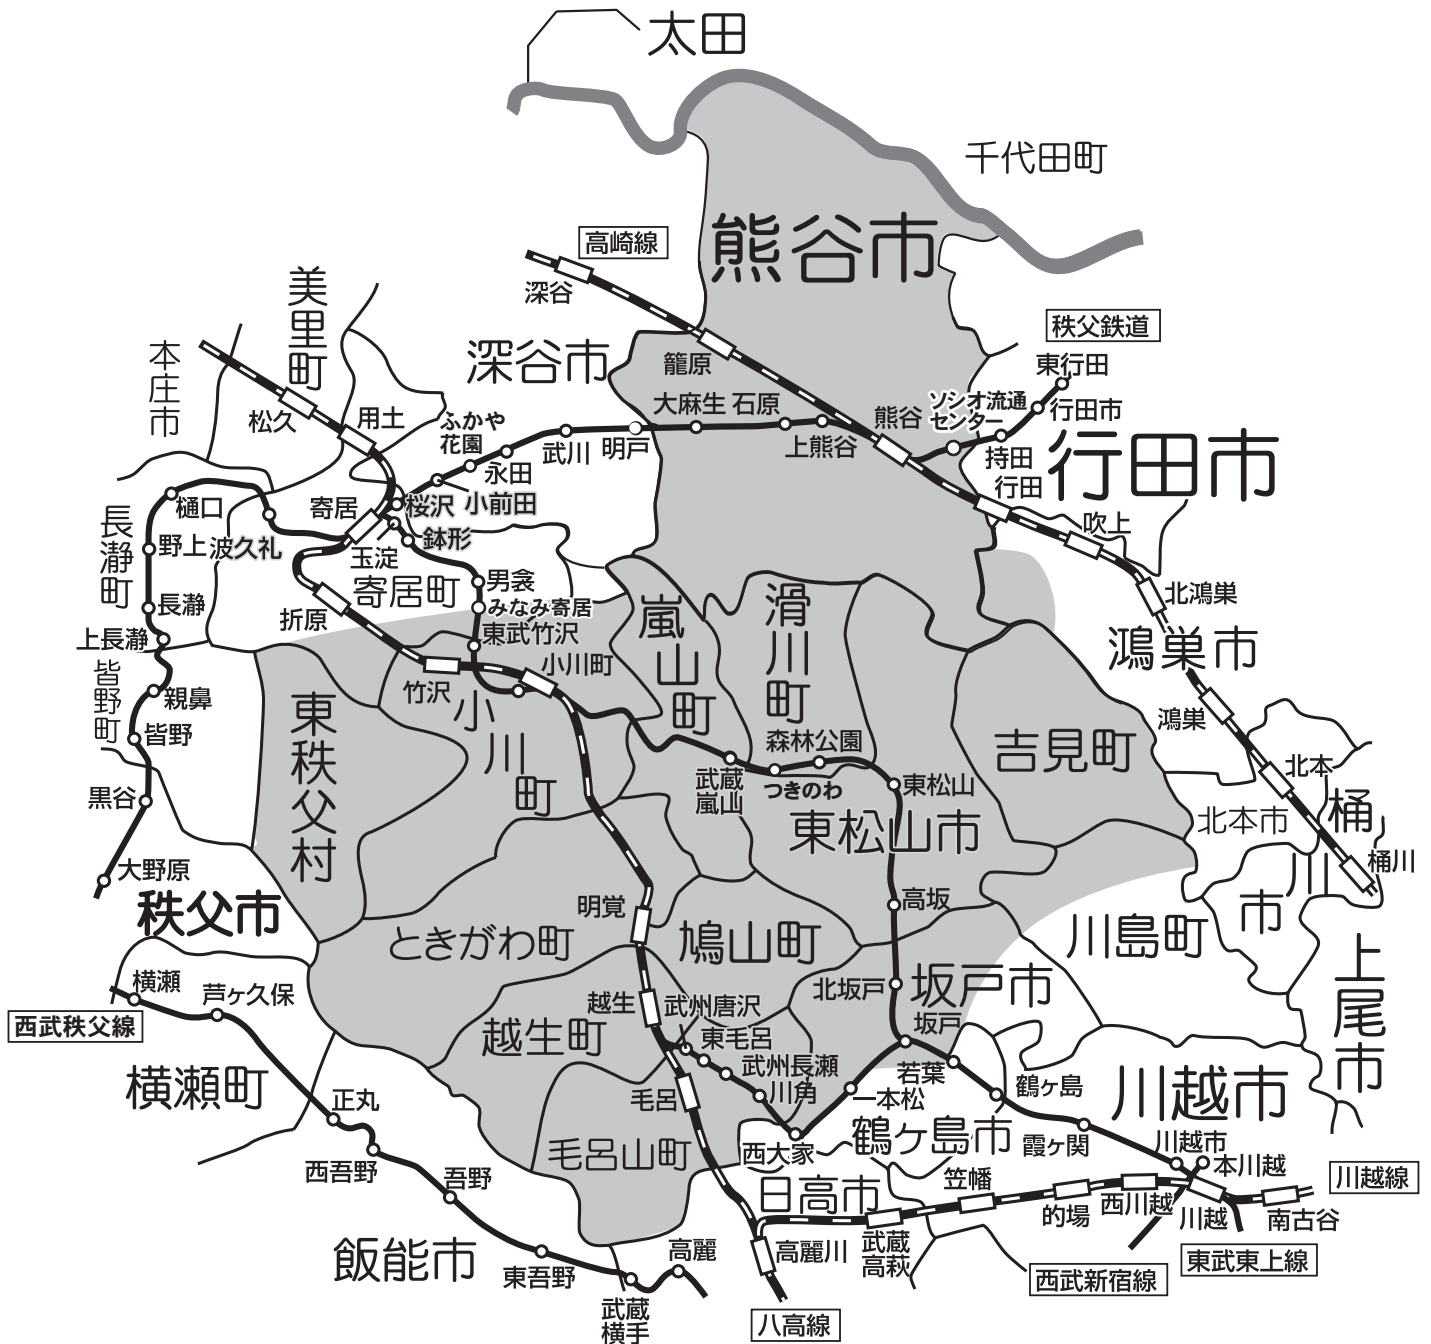 太田
千代田町
熊谷市
高崎線
深谷
美里町
本庄市
深谷市
籠原
秩父鉄道
東行田
行田市
ソシオ流通
センター
持田
熊谷
大麻生
石原
上熊谷
松久
用土
ふかや
花園
永田
武川
明戸
行田
行田市
吹上
樋口
寄居
桜沢
小前田
長瀞町
野上
波久礼
鉢形
玉淀
寄居町
男衾
みなみ寄居
東武竹沢
北鴻巣
長瀞
折原
嵐山町
滑川町
上長瀞
小川町
鴻巣市
皆野町
竹沢
小川町
親鼻
鴻巣
東秩父村
皆野
森林公園
吉見町
武蔵
嵐山
つきのわ
東松山
北本
黒谷
東松山市
北本市
桶川市
桶川
大野原
秩父市
明覚
高坂
ときがわ町
鳩山町
川島町
上尾市
横瀬
芦ヶ久保
西武秩父線
越生
武州唐沢
北坂戸
坂戸市
坂戸
越生町
東毛呂
武州長瀬
川角
横瀬町
正丸
毛呂
若葉
鶴ヶ島
川越市
一本松
西吾野
毛呂山町
西大家
鶴ヶ島市
霞ヶ関
川越市
本川越
吾野
日高市
笠幡
的場
西川越
川越
川越線
南古谷
飯能市
東吾野
高麗
高麗川
武蔵
高萩
東武東上線
西武新宿線
武蔵
横手
八高線